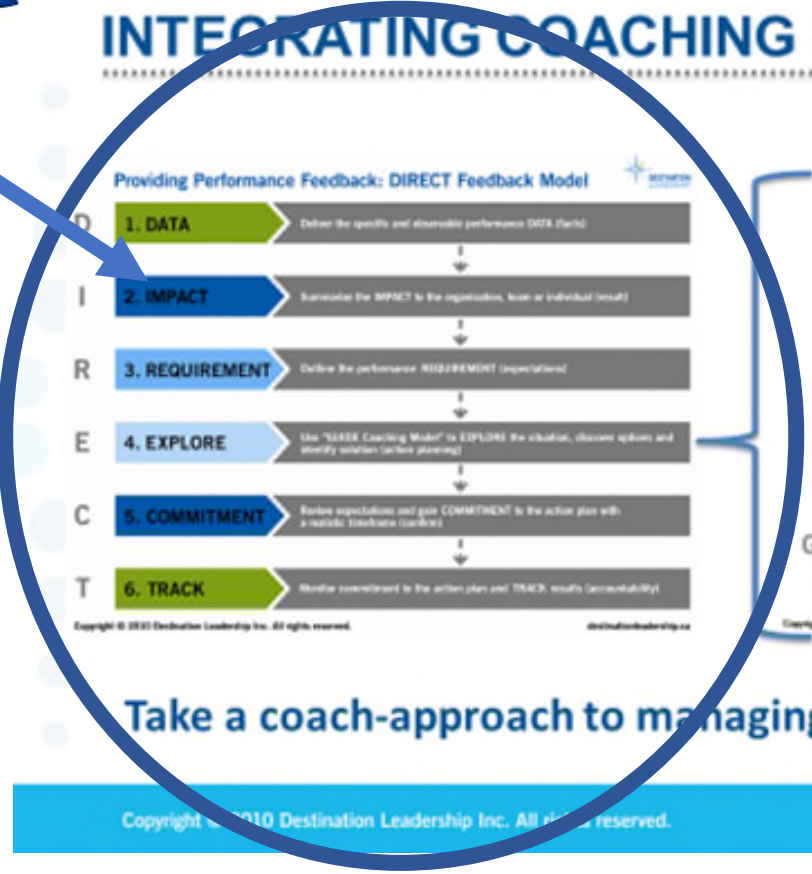 INTEGRATING COACHING
Providing Performance Feedback: DIRECT Feedback Model
DESTINATION
D
1. DATA
Deliver the specific and observable performance DATA (facts)
I
2. IMPACT
Summarize the IMPACT to the organization, team or individual (result)
R
3. REQUIREMENT
Outline the performance REQUIREMENT (expectations)
E
4. EXPLORE
Use "GUIDE Coaching Model" to EXPLORE the situation, discover options and
identify solution (action planning)
C
5. COMMITMENT
Review expectations and gain COMMITMENT to the action plan with
a realistic timeframe (confirm)
T
6. TRACK
Monitor commitment to the action plan and TRACK results (accountability)
G
Copyright © 2010 Destination Leadership Inc. All rights reserved.
destinationleadership.ca
Take a coach-approach to managing
Copyright © 2010 Destination Leadership Inc. All rights reserved.